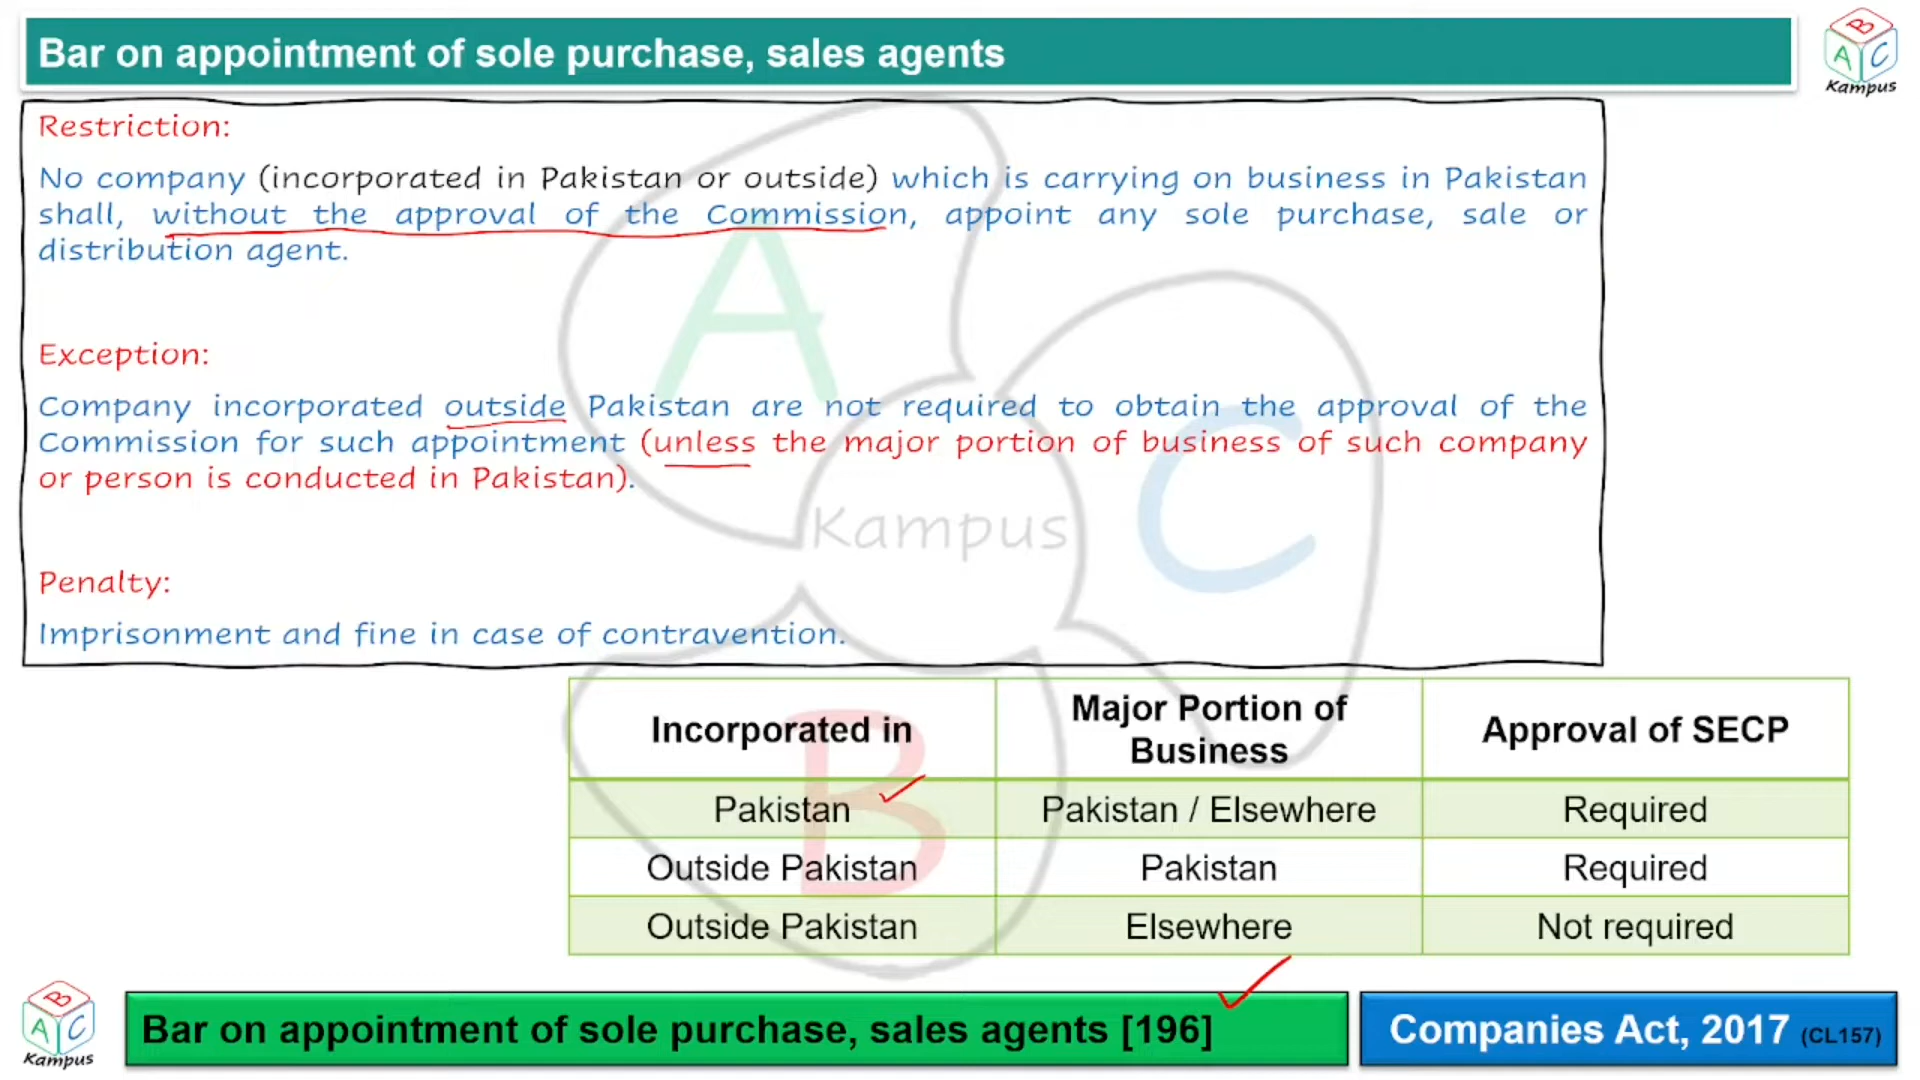 Bar on appointment of sole purchase, sales agents
B
A C
Kampus
Restriction:
No company (incorporated in Pakistan or outside) which is carrying on business in Pakistan
shall, without the approval of the Commission, appoint any sole purchase, sale or
distribution agent.
Exception:
Company incorporated outside Pakistan are not required to obtain the approval of the
Commission for such appointment (unless the major portion of business of such company
or person is conducted in Pakistan).
Penalty:
Imprisonment and fine in case of contravention.
A
C
Kampus
B
Incorporated in Major Portion of Business Approval of SECP
Pakistan Pakistan / Elsewhere Required
Outside Pakistan Pakistan Required
Outside Pakistan Elsewhere Not required
B
A C
Kampus
Bar on appointment of sole purchase, sales agents [196]
Companies Act, 2017 (CL157)